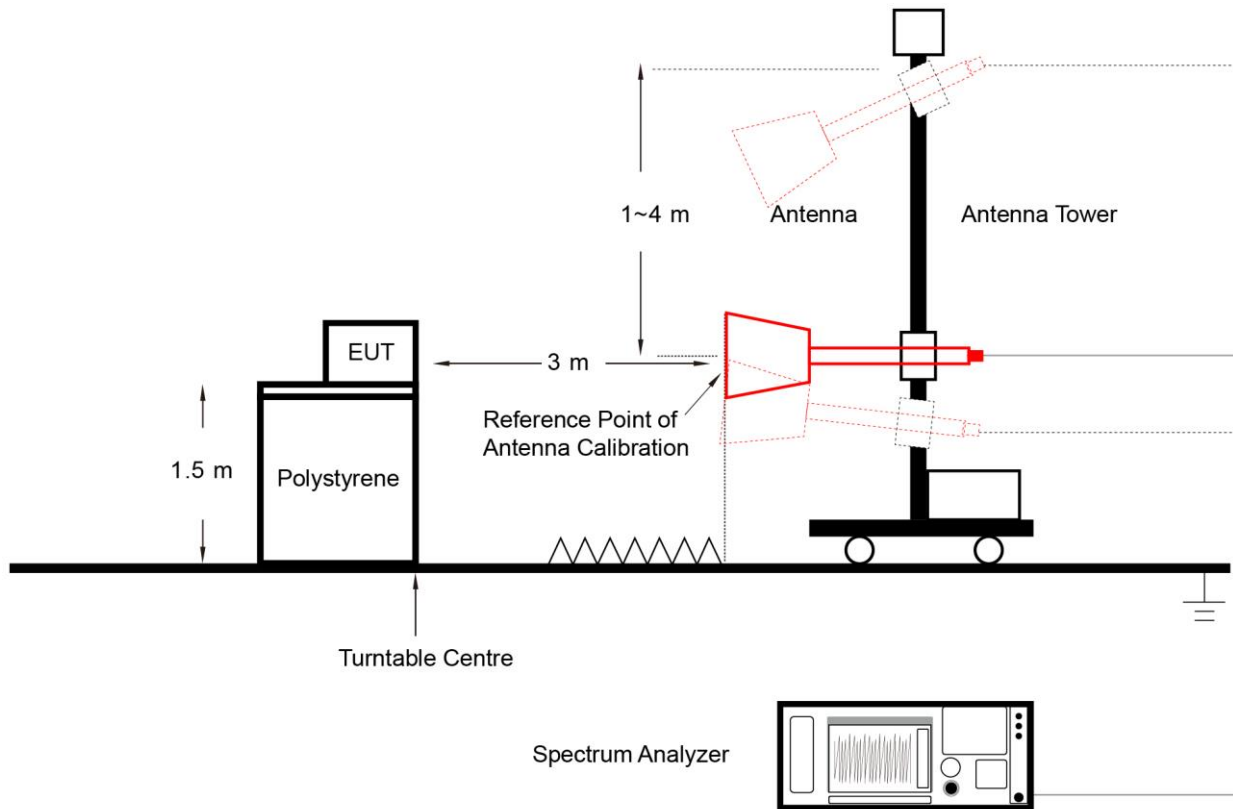 1~4 m
Antenna
Antenna Tower
EUT
3 m
Reference Point of
Antenna Calibration
1.5 m
Polystyrene
Turntable Centre
Spectrum Analyzer